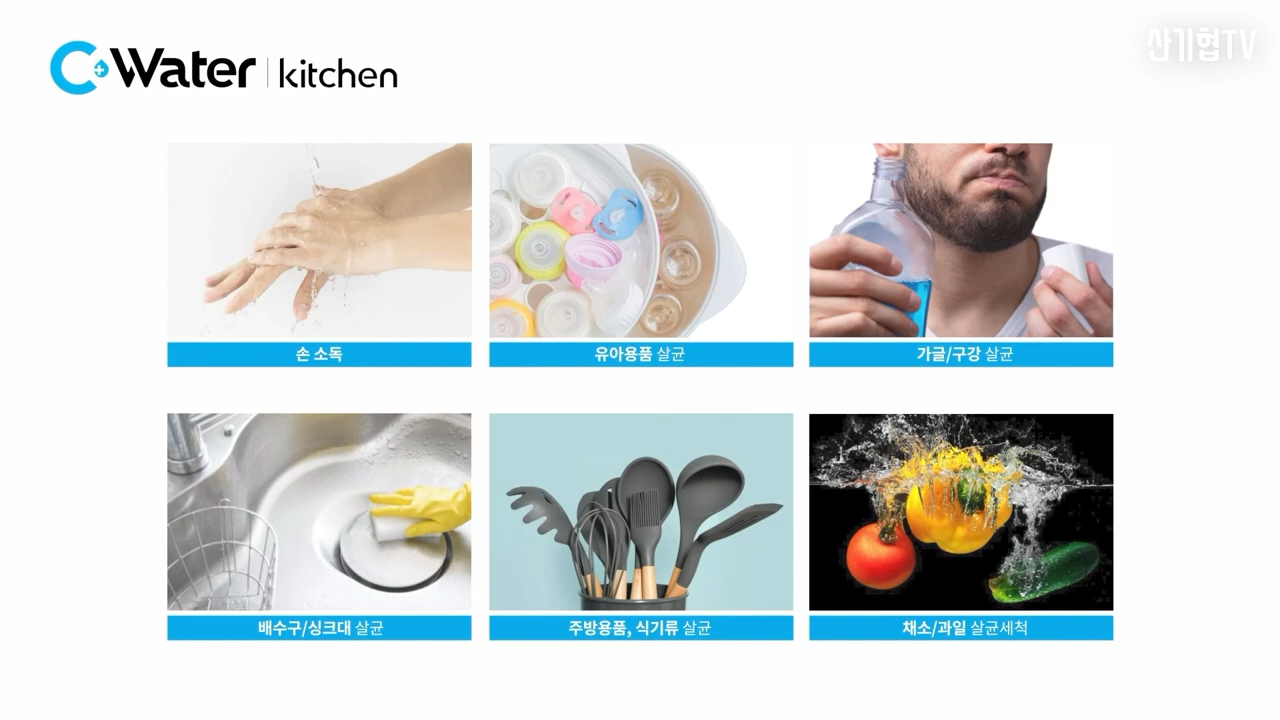 C+ Water | kitchen
산기협TV
손 소독
유아용품 살균
가글/구강 살균
배수구/싱크대 살균
주방용품, 식기류 살균
채소/과일 살균세척